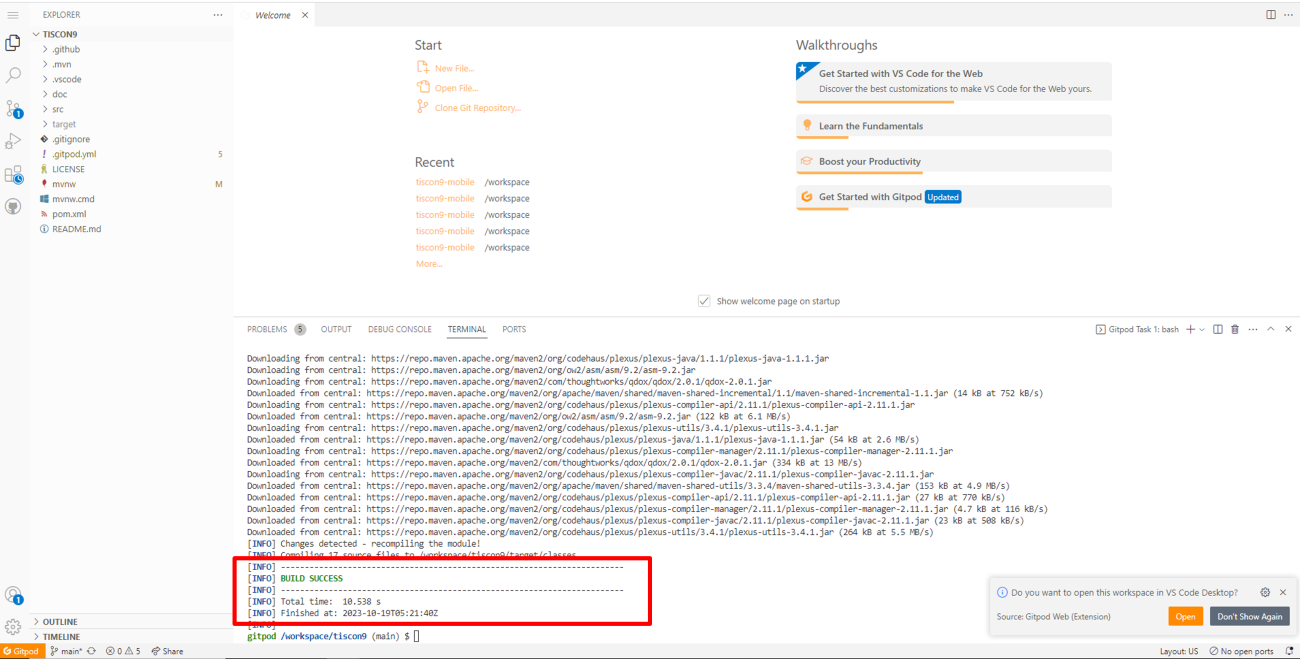 EXPLORER
Welcome
TISCON9
.github
.mvn
.vscode
doc
src
target
.gitignore
.gitpod.yml 5
LICENSE
mvnw M
mvnw.cmd
pom.xml
README.md
OUTLINE
TIMELINE
1
1
Start
New File...
Open File...
Clone Git Repository...
Recent
tiscon9-mobile /workspace
tiscon9-mobile /workspace
tiscon9-mobile /workspace
tiscon9-mobile /workspace
tiscon9-mobile /workspace
More...
Walkthroughs
Get Started with VS Code for the Web
Discover the best customizations to make VS Code for the Web yours.
Learn the Fundamentals
Boost your Productivity
Get Started with Gitpod Updated
Show welcome page on startup
PROBLEMS 5 OUTPUT DEBUG CONSOLE TERMINAL PORTS
Gitpod Task 1: bash
Downloading from central: https://repo.maven.apache.org/maven2/org/codehaus/plexus/plexus-java/1.1.1/plexus-java-1.1.1.jar
Downloading from central: https://repo.maven.apache.org/maven2/org/ow2/asm/asm/9.2/asm-9.2.jar
Downloading from central: https://repo.maven.apache.org/maven2/com/thoughtworks/qdox/qdox/2.0.1/qdox-2.0.1.jar
Downloaded from central: https://repo.maven.apache.org/maven2/org/apache/maven/shared/maven-shared-incremental/1.1/maven-shared-incremental-1.1.jar (14 kB at 752 kB/s)
Downloading from central: https://repo.maven.apache.org/maven2/org/codehaus/plexus/plexus-compiler-api/2.11.1/plexus-compiler-api-2.11.1.jar
Downloaded from central: https://repo.maven.apache.org/maven2/org/ow2/asm/asm/9.2/asm-9.2.jar (122 kB at 6.1 MB/s)
Downloading from central: https://repo.maven.apache.org/maven2/org/codehaus/plexus/plexus-utils/3.4.1/plexus-utils-3.4.1.jar
Downloaded from central: https://repo.maven.apache.org/maven2/org/codehaus/plexus/plexus-java/1.1.1/plexus-java-1.1.1.jar (54 kB at 2.6 MB/s)
Downloading from central: https://repo.maven.apache.org/maven2/org/codehaus/plexus/plexus-compiler-manager/2.11.1/plexus-compiler-manager-2.11.1.jar
Downloaded from central: https://repo.maven.apache.org/maven2/com/thoughtworks/qdox/qdox/2.0.1/qdox-2.0.1.jar (334 kB at 13 MB/s)
Downloading from central: https://repo.maven.apache.org/maven2/org/codehaus/plexus/plexus-compiler-javac/2.11.1/plexus-compiler-javac-2.11.1.jar
Downloaded from central: https://repo.maven.apache.org/maven2/org/apache/maven/shared/maven-shared-utils/3.3.4/maven-shared-utils-3.3.4.jar (153 kB at 4.9 MB/s)
Downloaded from central: https://repo.maven.apache.org/maven2/org/codehaus/plexus/plexus-compiler-api/2.11.1/plexus-compiler-api-2.11.1.jar (27 kB at 770 kB/s)
Downloaded from central: https://repo.maven.apache.org/maven2/org/codehaus/plexus/plexus-compiler-manager/2.11.1/plexus-compiler-manager-2.11.1.jar (4.7 kB at 116 kB/s)
Downloaded from central: https://repo.maven.apache.org/maven2/org/codehaus/plexus/plexus-compiler-javac/2.11.1/plexus-compiler-javac-2.11.1.jar (23 kB at 508 kB/s)
Downloaded from central: https://repo.maven.apache.org/maven2/org/codehaus/plexus/plexus-utils/3.4.1/plexus-utils-3.4.1.jar (264 kB at 5.5 MB/s)
[INFO] Changes detected - recompiling the module!
[INFO] Compiling 17 source files to /workspace/tiscon9/target/classes
[INFO] ------------------------------------------------------------------------
[INFO] BUILD SUCCESS
[INFO] ------------------------------------------------------------------------
[INFO] Total time:  10.538 s
[INFO] Finished at: 2023-10-19T05:21:40Z
[INFO]
gitpod /workspace/tiscon9 (main) $
Do you want to open this workspace in VS Code Desktop?
Source: Gitpod Web (Extension) Open Don't Show Again
Gitpod main* 0 5 Share Layout: US No open ports